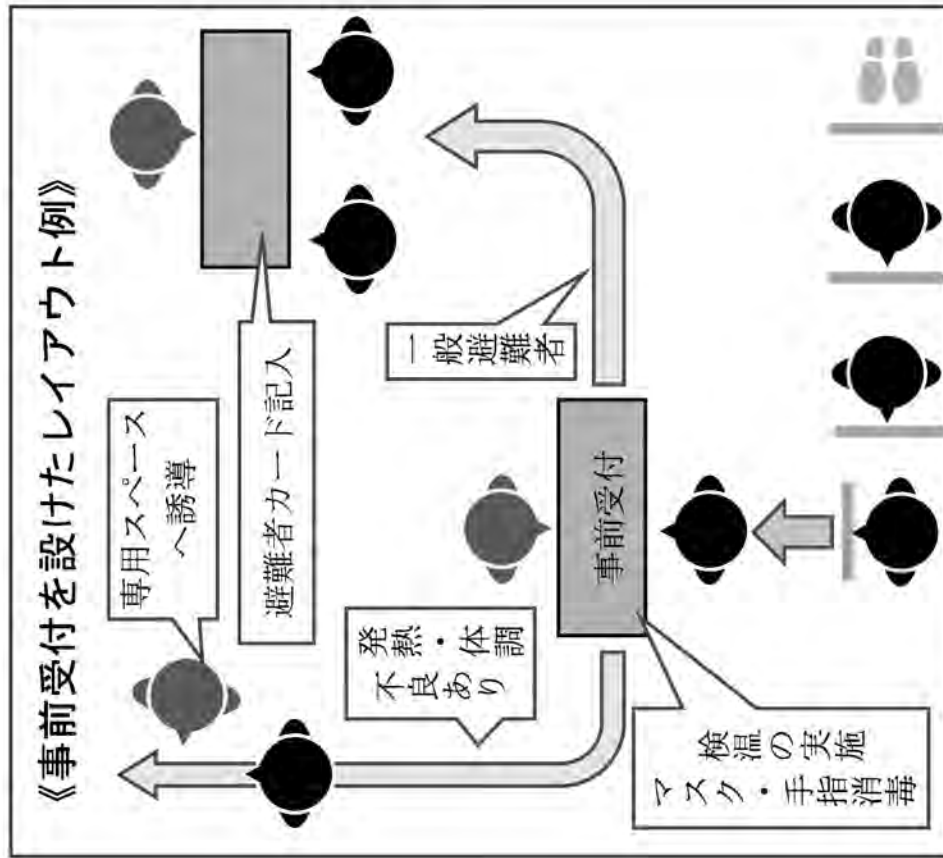 《事前受付を設けたレイアウト例》
専用スペース
へ誘導
避難者カード記入
一般避難者
発熱・体調
不良あり
事前受付
検温の実施
マスク・手指消毒